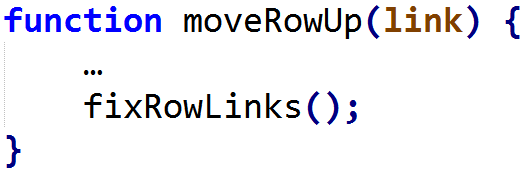 function moveRowUp(link) {
    …
    fixRowLinks();
}